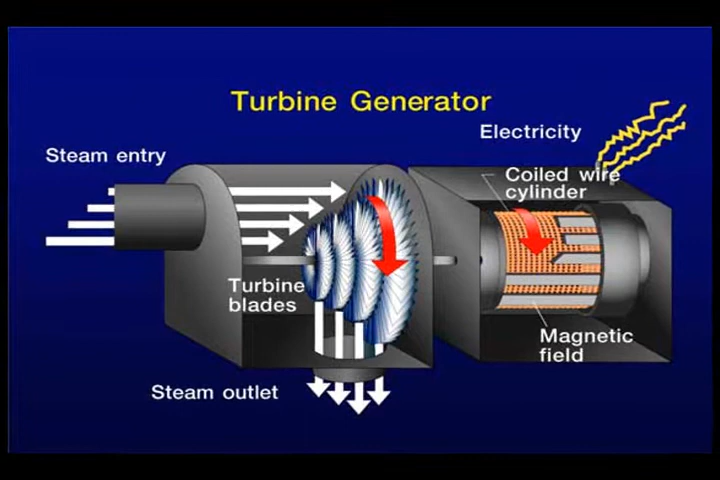 Turbine Generator
Electricity
Steam entry
Coiled wire
cylinder
Turbine
blades
Magnetic
field
Steam outlet